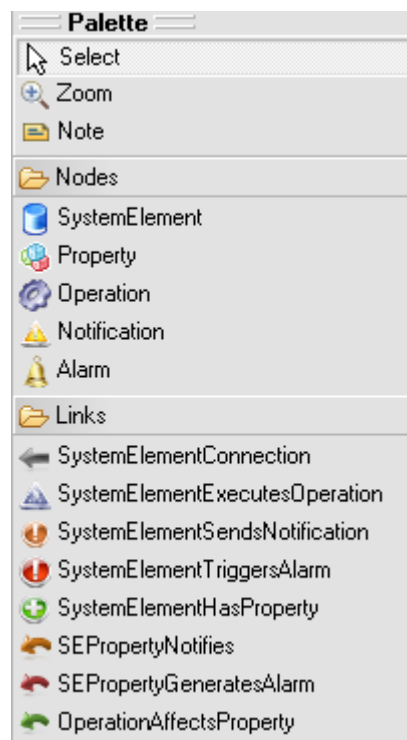 Palette
Select
Zoom
Note
Nodes
SystemElement
Property
Operation
Notification
Alarm
Links
SystemElementConnection
SystemElementExecutesOperation
SystemElementSendsNotification
SystemElementTriggersAlarm
SystemElementHasProperty
SEPropertyNotifies
SEPropertyGeneratesAlarm
OperationAffectsProperty